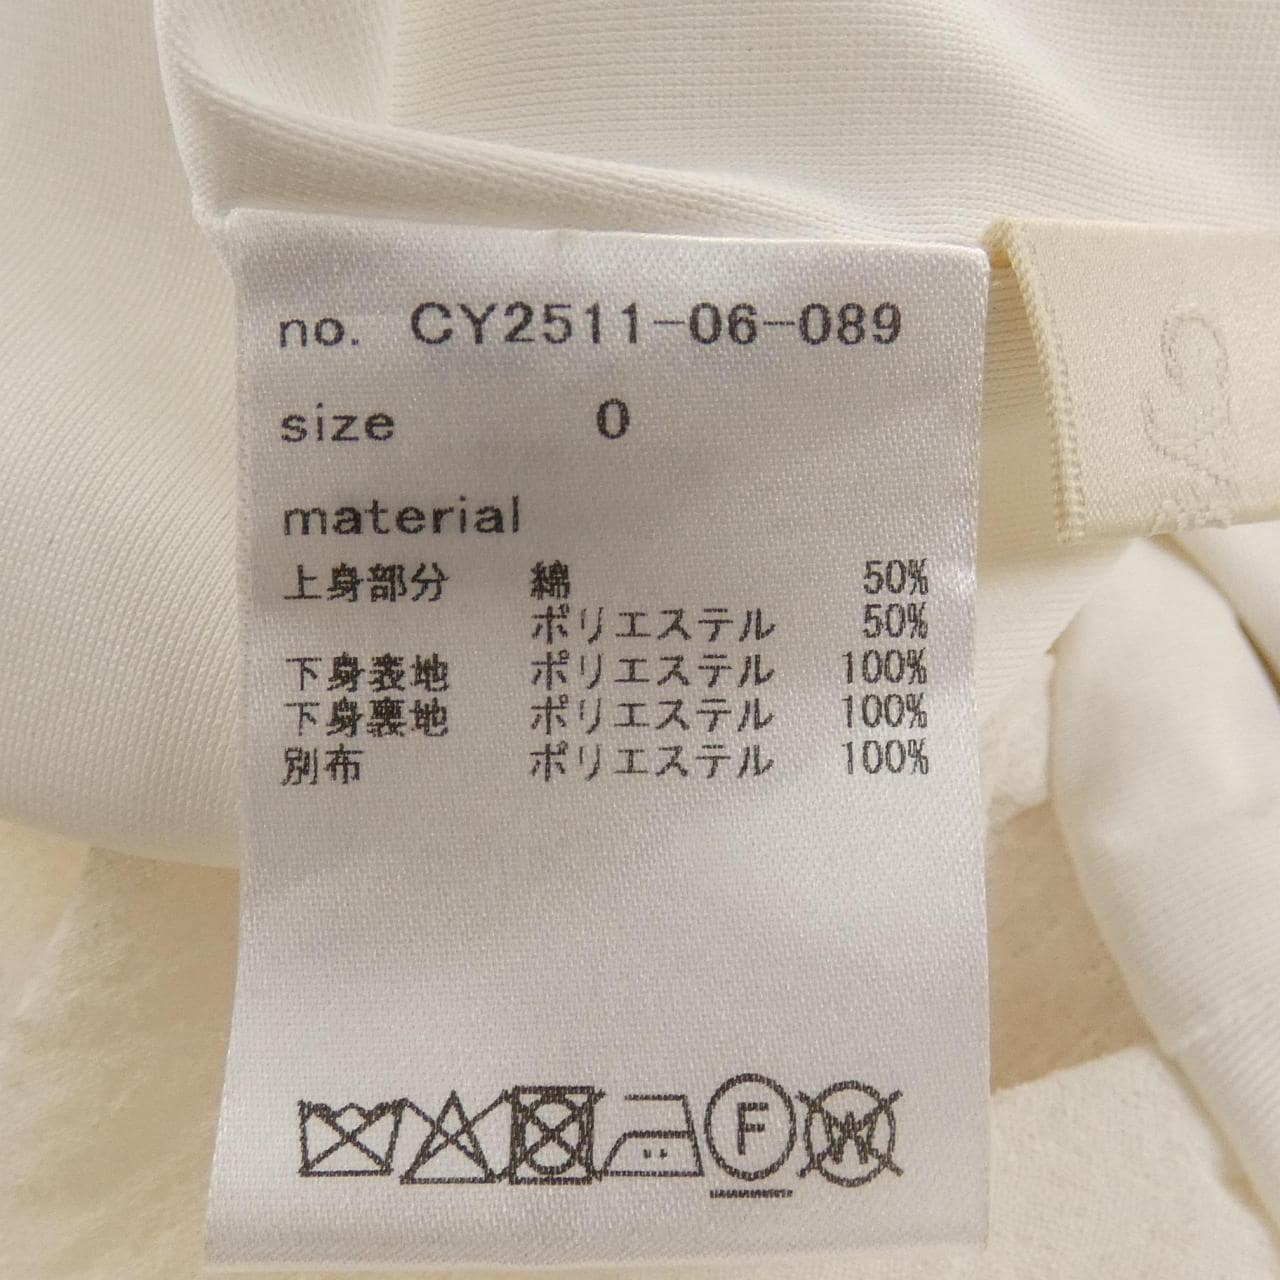 no. CY2511-06-089
size 0
material
上身部分 綿 50%
ポリエステル 50%
下身表地 ポリエステル 100%
下身裏地 ポリエステル 100%
別布 ポリエステル 100%
F
W